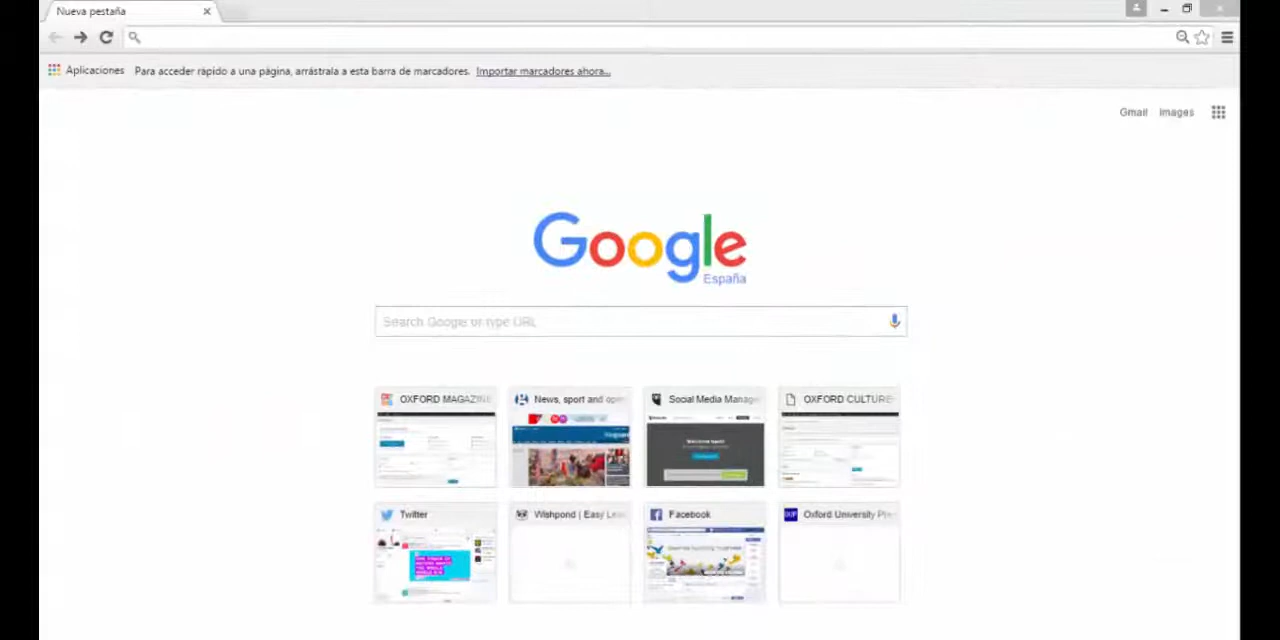 Nueva pestaña
Aplicaciones Para acceder rápido a una página, arrástrala a esta barra de marcadores. Importar marcadores ahora...
Gmail Images
Google
España
Search Google or type URL
OXFORD MAGAZINE News, sport and opin Social Media Manage OXFORD CULTURE
Twitter Wishpond | Easy Lea Facebook Oxford University Pre